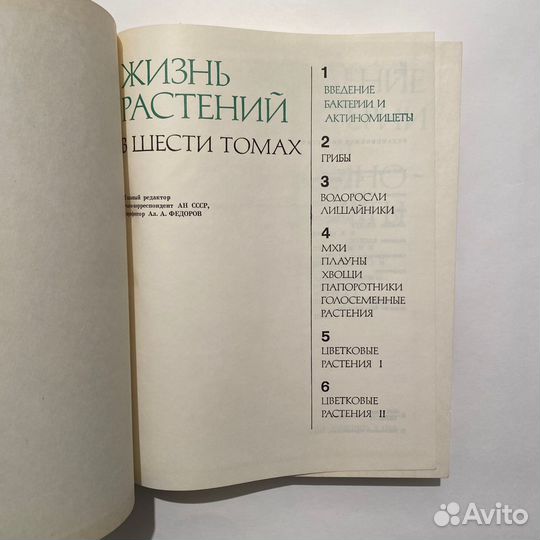 ЖИЗНЬ
РАСТЕНИЙ
В ШЕСТИ ТОМАХ
редактор
АН СССР,
Ал. А. ФЕДОРОВ
1
ВВЕДЕНИЕ
БАКТЕРИИ И
АКТИНОМИЦЕТЫ
2
ГРИБЫ
3
ВОДОРОСЛИ
ЛИШАЙНИКИ
4
МХИ
ПЛАУНЫ
ХВОЩИ
ПАПОРОТНИКИ
ГОЛОСЕМЕННЫЕ
РАСТЕНИЯ
5
ЦВЕТКОВЫЕ
РАСТЕНИЯ I
6
ЦВЕТКОВЫЕ
РАСТЕНИЯ II
Avito